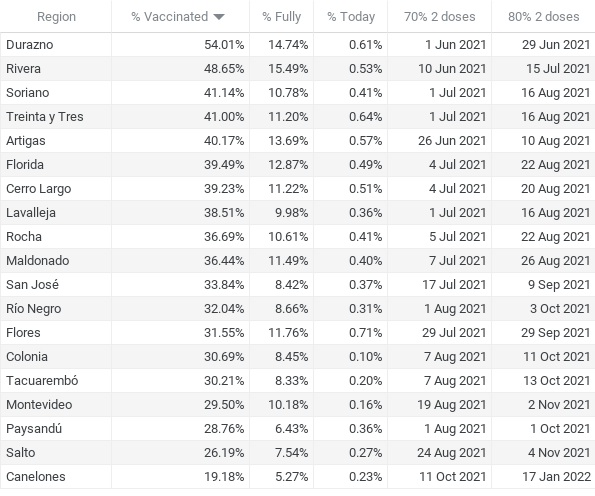 Region % Vaccinated % Fully % Today 70% 2 doses 80% 2 doses
Durazno 54.01% 14.74% 0.61% 1 Jun 2021 29 Jun 2021
Rivera 48.65% 15.49% 0.53% 10 Jun 2021 15 Jul 2021
Soriano 41.14% 10.78% 0.41% 1 Jul 2021 16 Aug 2021
Treinta y Tres 41.00% 11.20% 0.64% 1 Jul 2021 16 Aug 2021
Artigas 40.17% 13.69% 0.57% 26 Jun 2021 10 Aug 2021
Florida 39.49% 12.87% 0.49% 4 Jul 2021 22 Aug 2021
Cerro Largo 39.23% 11.22% 0.51% 4 Jul 2021 20 Aug 2021
Lavalleja 38.51% 9.98% 0.36% 1 Jul 2021 16 Aug 2021
Rocha 36.69% 10.61% 0.41% 5 Jul 2021 22 Aug 2021
Maldonado 36.44% 11.49% 0.40% 7 Jul 2021 26 Aug 2021
San José 33.84% 8.42% 0.37% 17 Jul 2021 9 Sep 2021
Río Negro 32.04% 8.66% 0.31% 1 Aug 2021 3 Oct 2021
Flores 31.55% 11.76% 0.71% 29 Jul 2021 29 Sep 2021
Colonia 30.69% 8.45% 0.10% 7 Aug 2021 11 Oct 2021
Tacuarembó 30.21% 8.33% 0.20% 7 Aug 2021 13 Oct 2021
Montevideo 29.50% 10.18% 0.16% 19 Aug 2021 2 Nov 2021
Paysandú 28.76% 6.43% 0.36% 1 Aug 2021 1 Oct 2021
Salto 26.19% 7.54% 0.27% 24 Aug 2021 4 Nov 2021
Canelones 19.18% 5.27% 0.23% 11 Oct 2021 17 Jan 2022